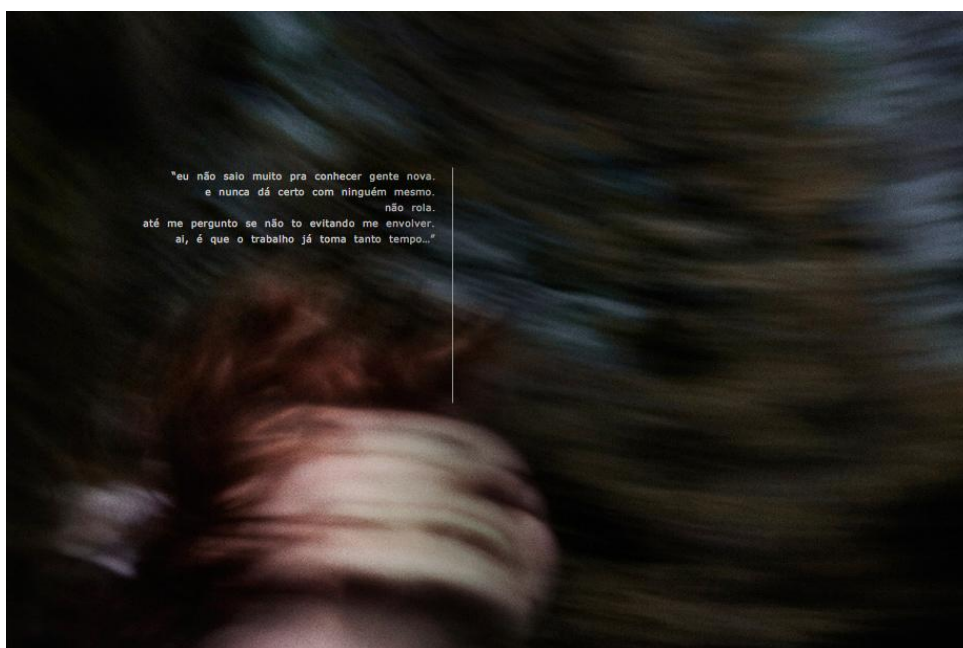 “eu não saio muito pra conhecer gente nova.
e nunca dá certo com ninguém mesmo.
não rola.
até me pergunto se não to evitando me envolver.
ai, é que o trabalho já toma tanto tempo…”